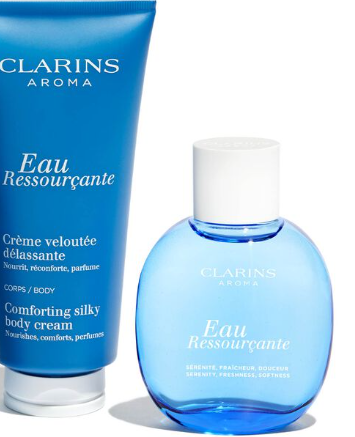 CLARINS
AROMA
Eau
Ressourçante
Crème veloutée
délassante
Nourrit, réconforte, parfume
CORPS / BODY
Comforting silky
body cream
Nourishes, comforts, perfumes
CLARINS
AROMA
Eau
Ressourçante
SÉRÉNITÉ, FRAÎCHEUR, DOUCEUR
SERENITY, FRESHNESS, SOFTNESS